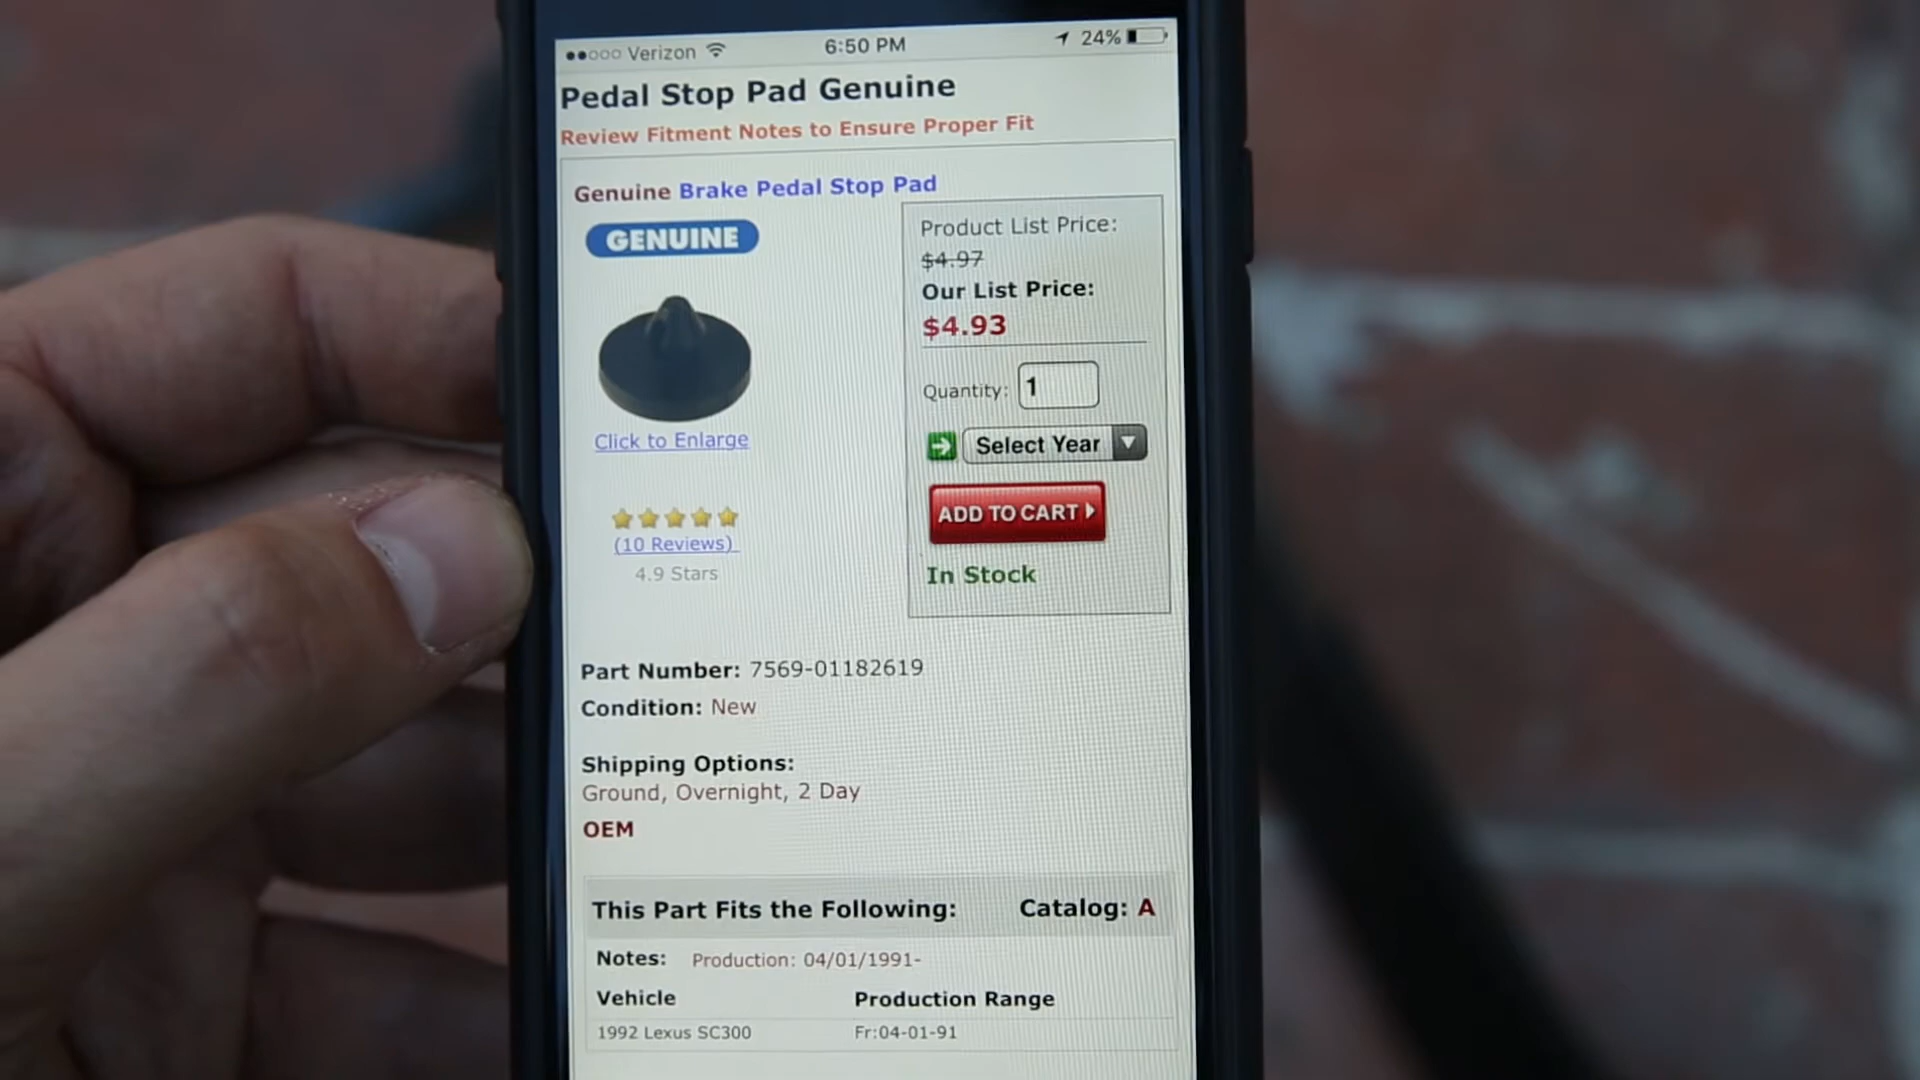 Verizon 6:50 PM 24%
Pedal Stop Pad Genuine
Review Fitment Notes to Ensure Proper Fit
Genuine Brake Pedal Stop Pad
GENUINE
Click to Enlarge
(10 Reviews)
4.9 Stars
Product List Price:
$4.97
Our List Price:
$4.93
Quantity: 1
Select Year
ADD TO CART
In Stock
Part Number: 7569-01182619
Condition: New
Shipping Options:
Ground, Overnight, 2 Day
OEM
This Part Fits the Following: Catalog: A
Notes: Production: 04/01/1991-
Vehicle Production Range
1992 Lexus SC300 Fr:04-01-91